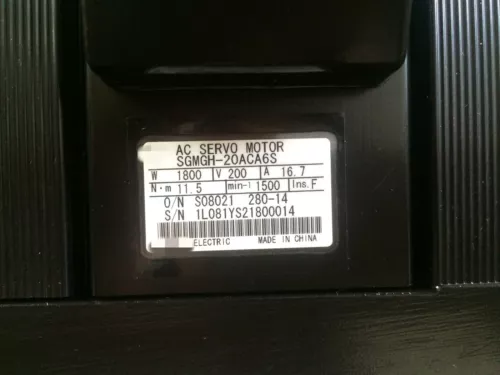 AC SERVO MOTOR
SGMGH-20ACA6S
W 1800 V 200 A 16.7
N·m 11.5 min-1 1500 Ins.F
O/N S08021 280-14
S/N 1L081YS21800014
ELECTRIC MADE IN CHINA